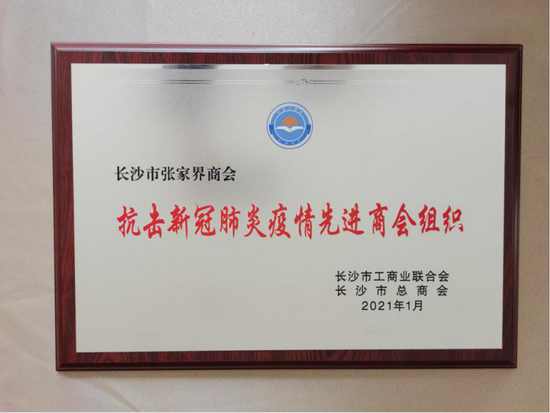 长沙市张家界商会
抗击新冠肺炎疫情先进商会组织
长沙市工商业联合会
长沙市总商会
2021年1月